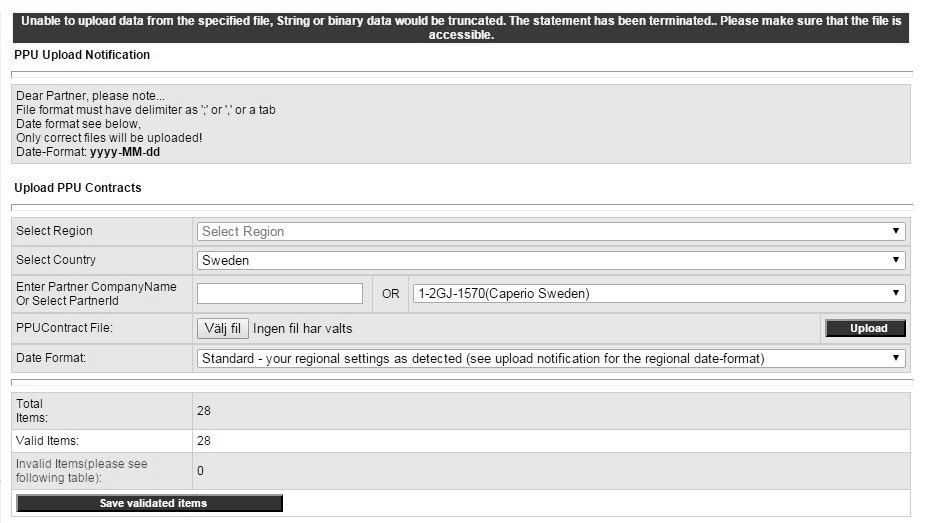 Unable to upload data from the specified file, String or binary data would be truncated. The statement has been terminated.. Please make sure that the file is
accessible.
PPU Upload Notification
Dear Partner, please note...
File format must have delimiter as ';' or ',' or a tab
Date format see below,
Only correct files will be uploaded!
Date-Format: yyyy-MM-dd
Upload PPU Contracts
Select Region Select Region
Select Country Sweden
Enter Partner CompanyName
Or Select PartnerId OR 1-2GJ-1570(Caperio Sweden)
PPUContract File: Välj fil Ingen fil har valts Upload
Date Format: Standard - your regional settings as detected (see upload notification for the regional date-format)
Total
Items: 28
Valid Items: 28
Invalid Items(please see
following table): 0
Save validated items